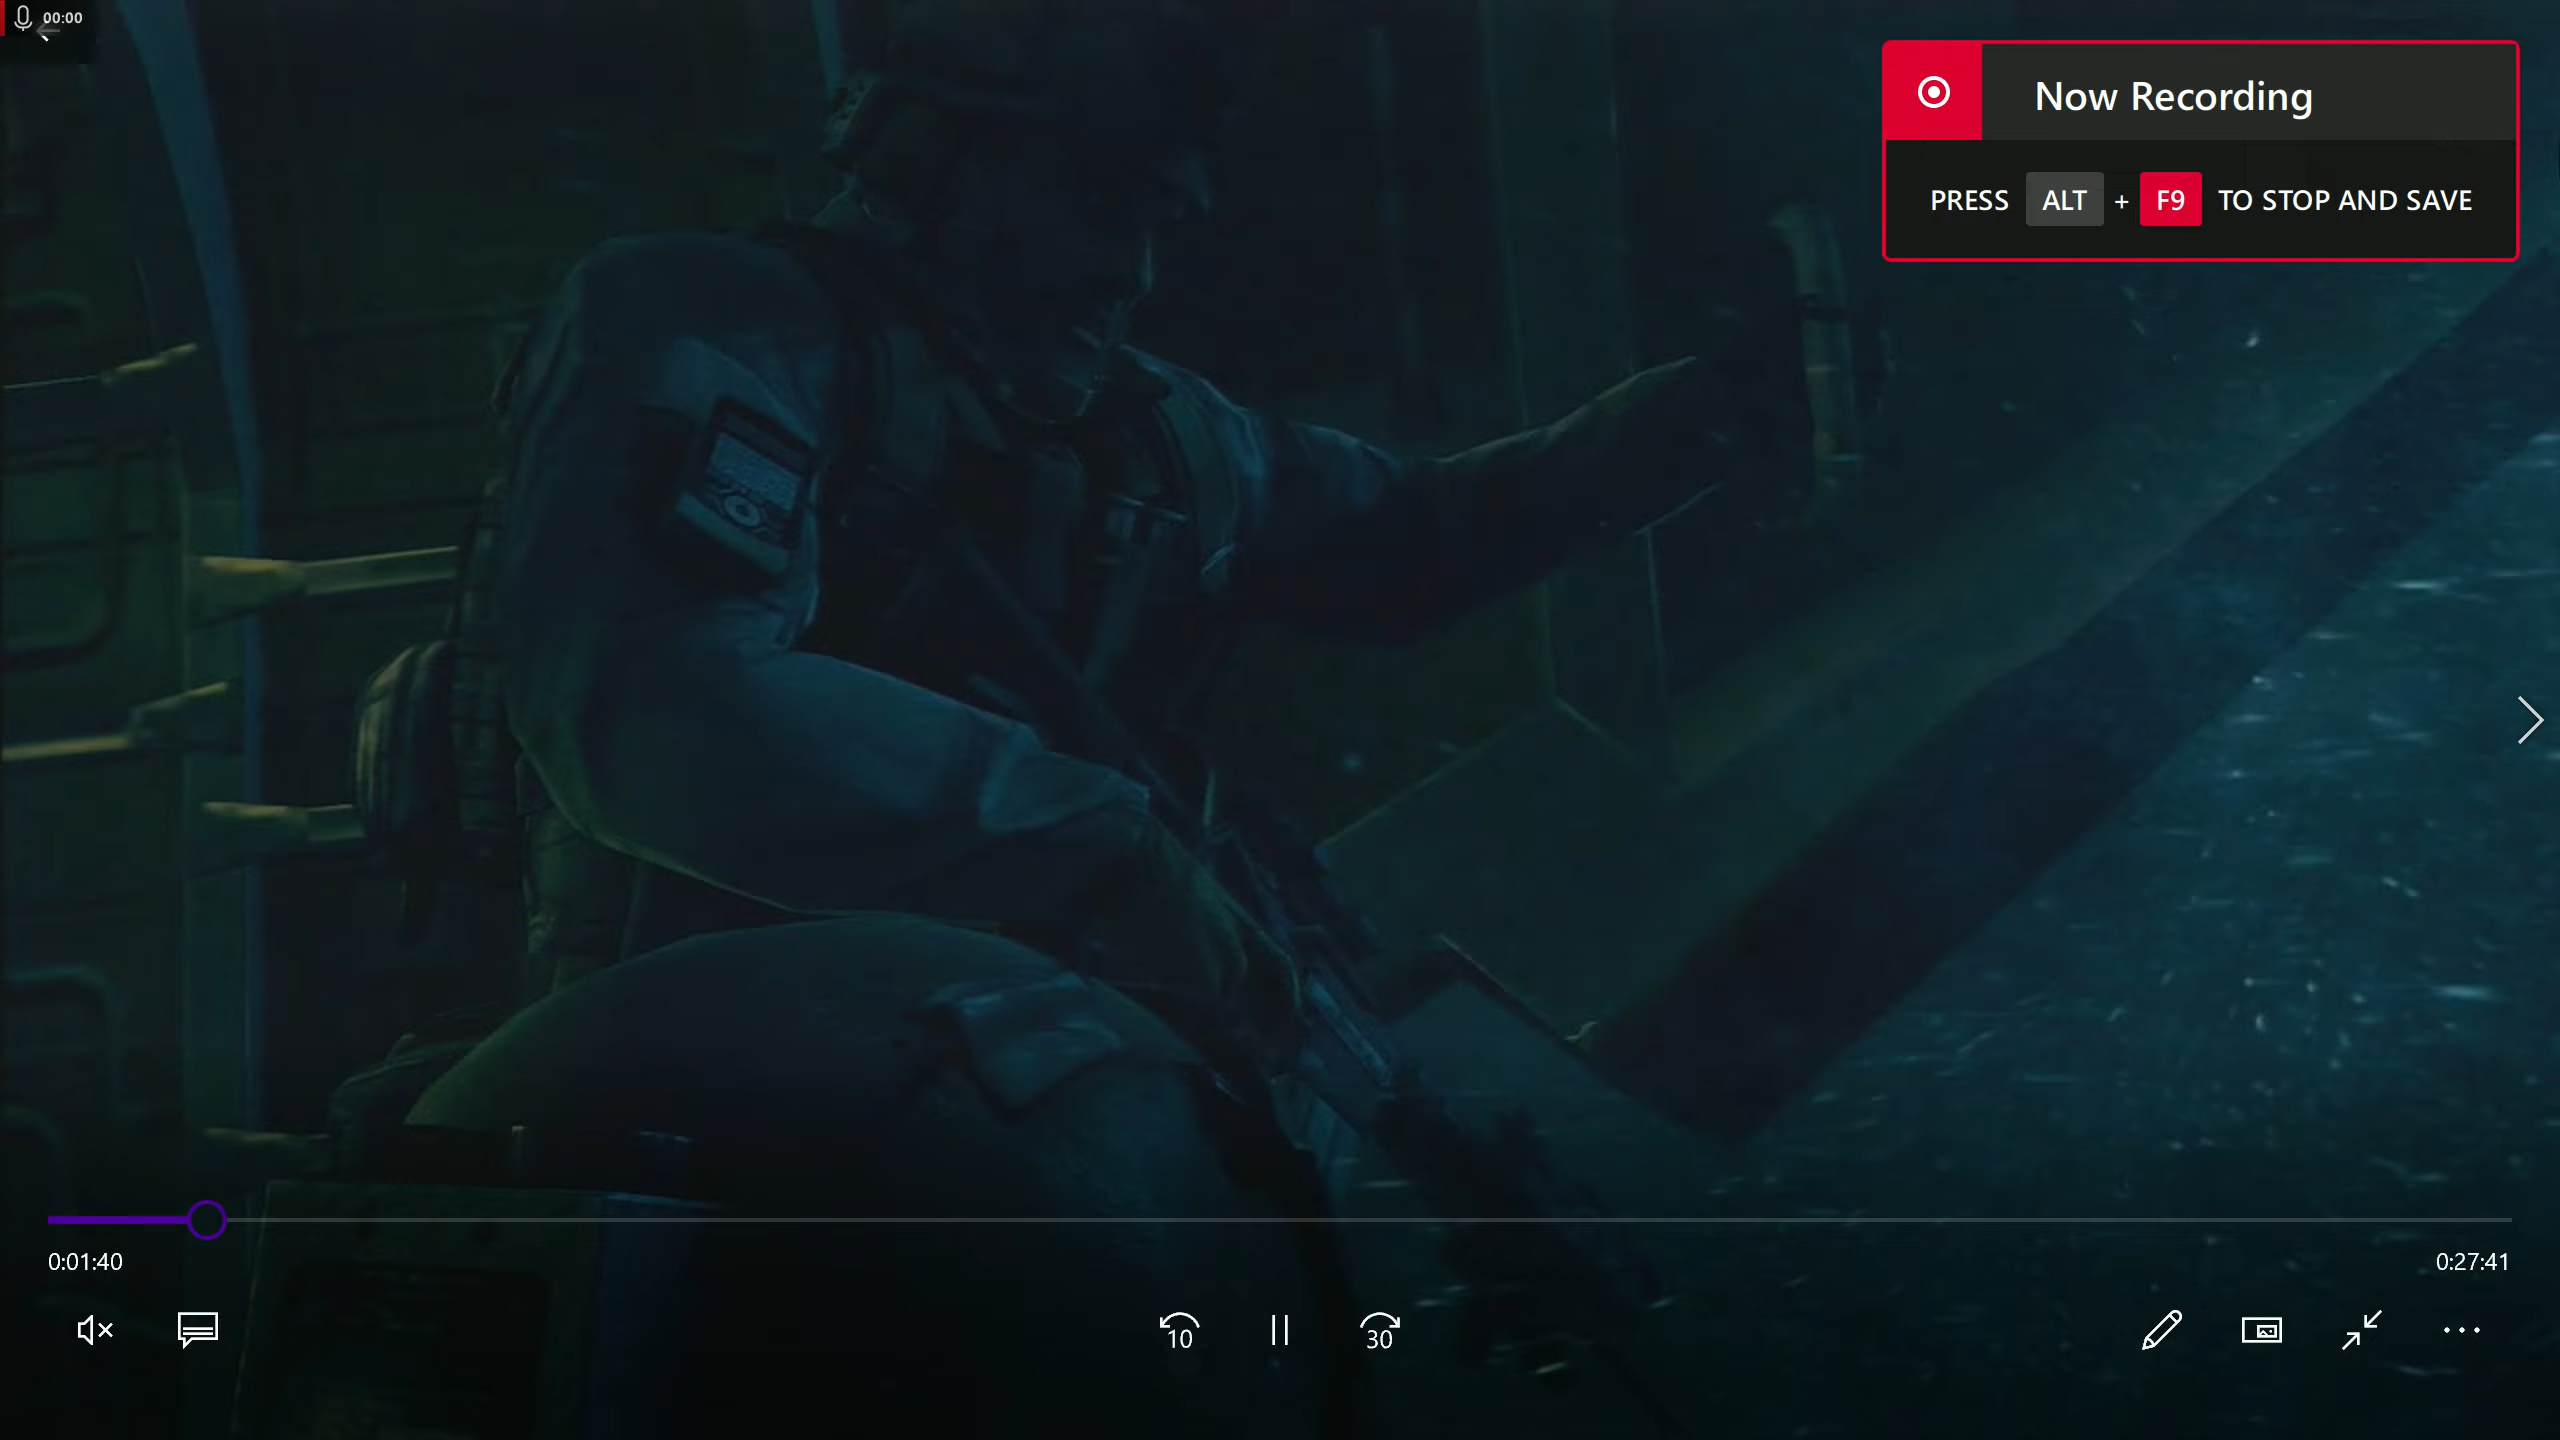 00:00
Now Recording
PRESS ALT + F9 TO STOP AND SAVE
0:01:40
0:27:41
10
30